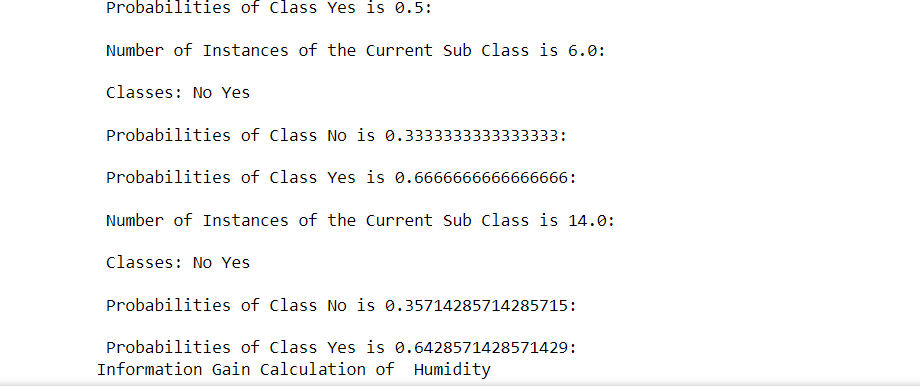 Probabilities of Class Yes is 0.5:
Number of Instances of the Current Sub Class is 6.0:
Classes: No Yes
Probabilities of Class No is 0.3333333333333333:
Probabilities of Class Yes is 0.6666666666666666:
Number of Instances of the Current Sub Class is 14.0:
Classes: No Yes
Probabilities of Class No is 0.35714285714285715:
Probabilities of Class Yes is 0.6428571428571429:
Information Gain Calculation of  Humidity